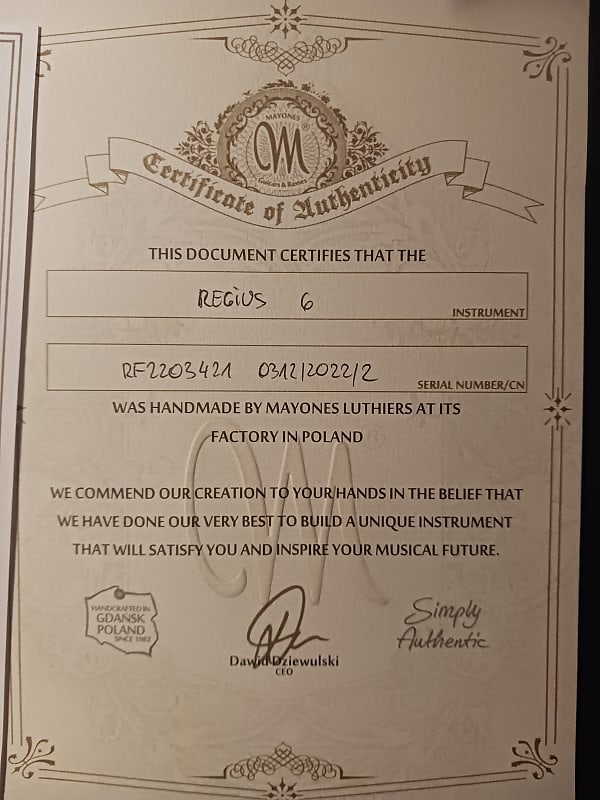 MAYONES
®
Guitars & Basses
Certificate of Authenticity
THIS DOCUMENT CERTIFIES THAT THE
REGIUS 6
INSTRUMENT
RF2203421 0312/2022/2
SERIAL NUMBER/CN
WAS HANDMADE BY MAYONES LUTHIERS AT ITS
FACTORY IN POLAND
WE COMMEND OUR CREATION TO YOUR HANDS IN THE BELIEF THAT
WE HAVE DONE OUR VERY BEST TO BUILD A UNIQUE INSTRUMENT
THAT WILL SATISFY YOU AND INSPIRE YOUR MUSICAL FUTURE.
HANDCRAFTED IN
GDAŃSK
POLAND
SINCE 1982
Dawid Dziewulski
CEO
Simply
Authentic